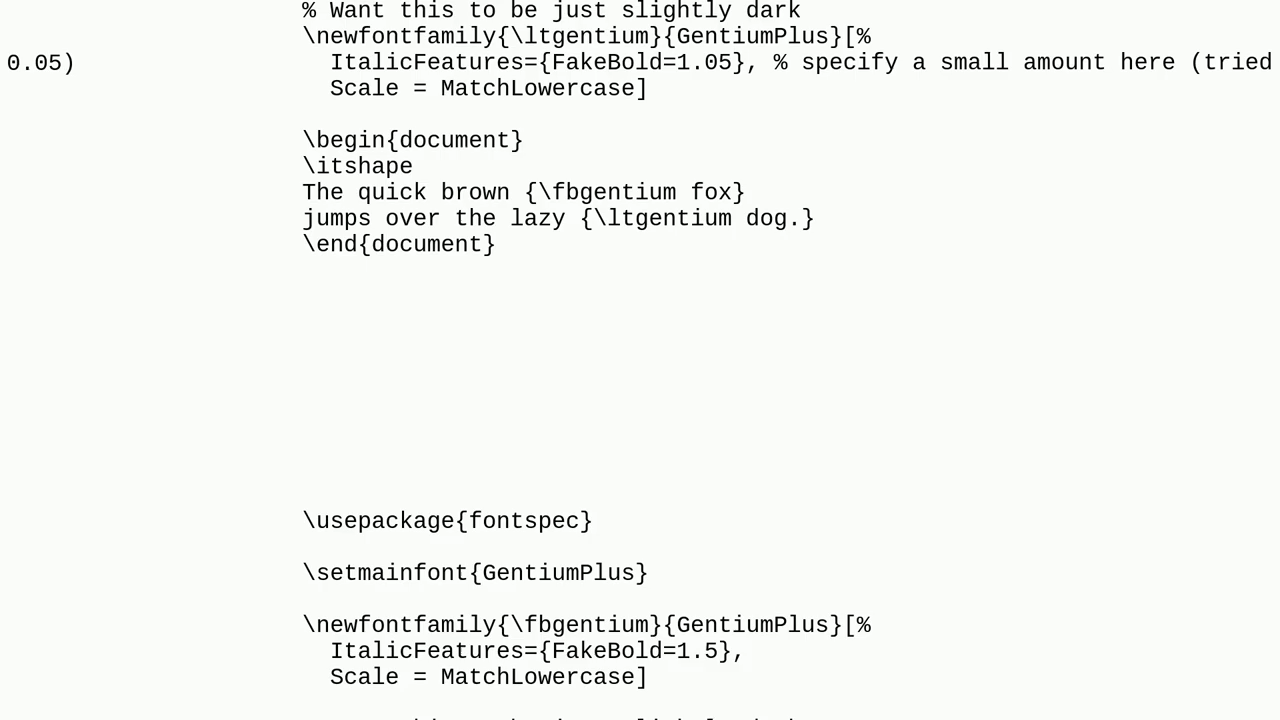 % Want this to be just slightly dark
\newfontfamily{\ltgentium}{GentiumPlus}[%
ItalicFeatures={FakeBold=1.05}, % specify a small amount here (tried
0.05)
Scale = MatchLowercase]
\begin{document}
\itshape
The quick brown {\fbgentium fox}
jumps over the lazy {\ltgentium dog.}
\end{document}
\usepackage{fontspec}
\setmainfont{GentiumPlus}
\newfontfamily{\fbgentium}{GentiumPlus}[%
ItalicFeatures={FakeBold=1.5},
Scale = MatchLowercase]